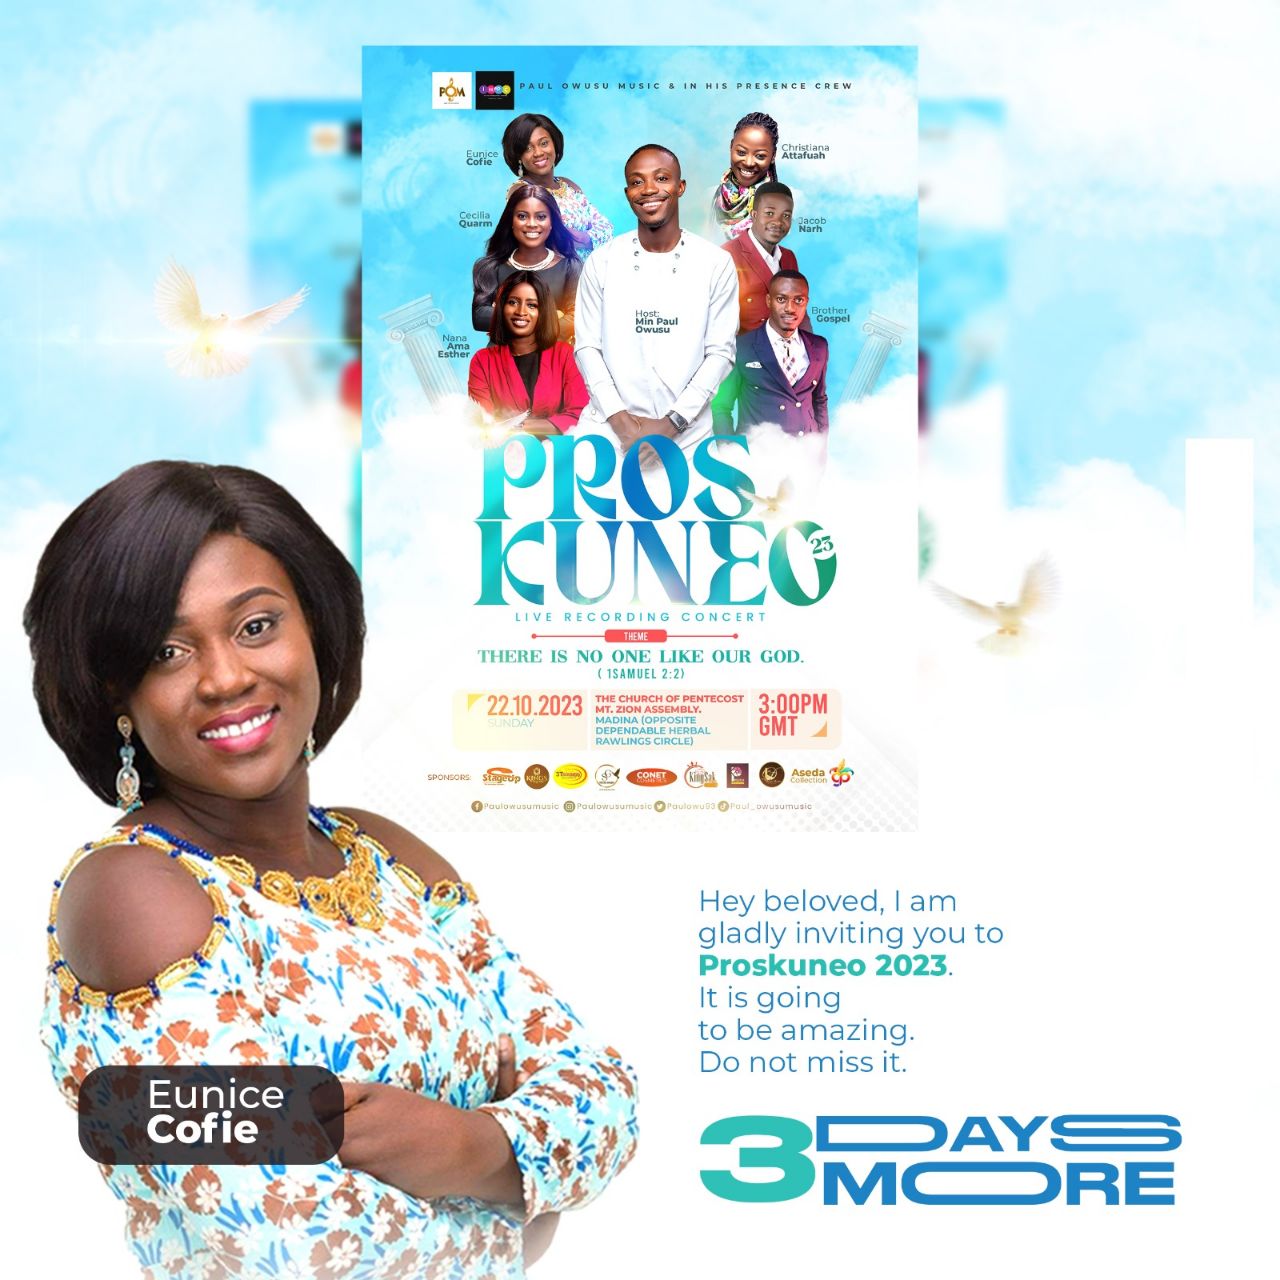 POM
PAUL OWUSU MUSIC & IN HIS PRESENCE CREW
Eunice
Cofie
Christiana
Attafuah
Cecilia
Quarm
Jacob
Narh
Host:
Min Paul
Owusu
Brother
Gospel
Nana
Ama
Esther
PROS
KUNEO
23
LIVE RECORDING CONCERT
THEME
THERE IS NO ONE LIKE OUR GOD.
( 1SAMUEL 2:2)
22.10.2023
SUNDAY
THE CHURCH OF PENTECOST
MT. ZION ASSEMBLY.
MADINA (OPPOSITE
DEPENDABLE HERBAL
RAWLINGS CIRCLE)
3:00PM
GMT
SPONSORS:
StageUp
CONET
COSMETICS
KingSak
Aseda
Collection
Paulowusumusic
Paulowusumusic
Paulowu93
Paul_owusumusic
Hey beloved, I am
gladly inviting you to
Proskuneo 2023.
It is going
to be amazing.
Do not miss it.
Eunice
Cofie
3 DAYS
MORE